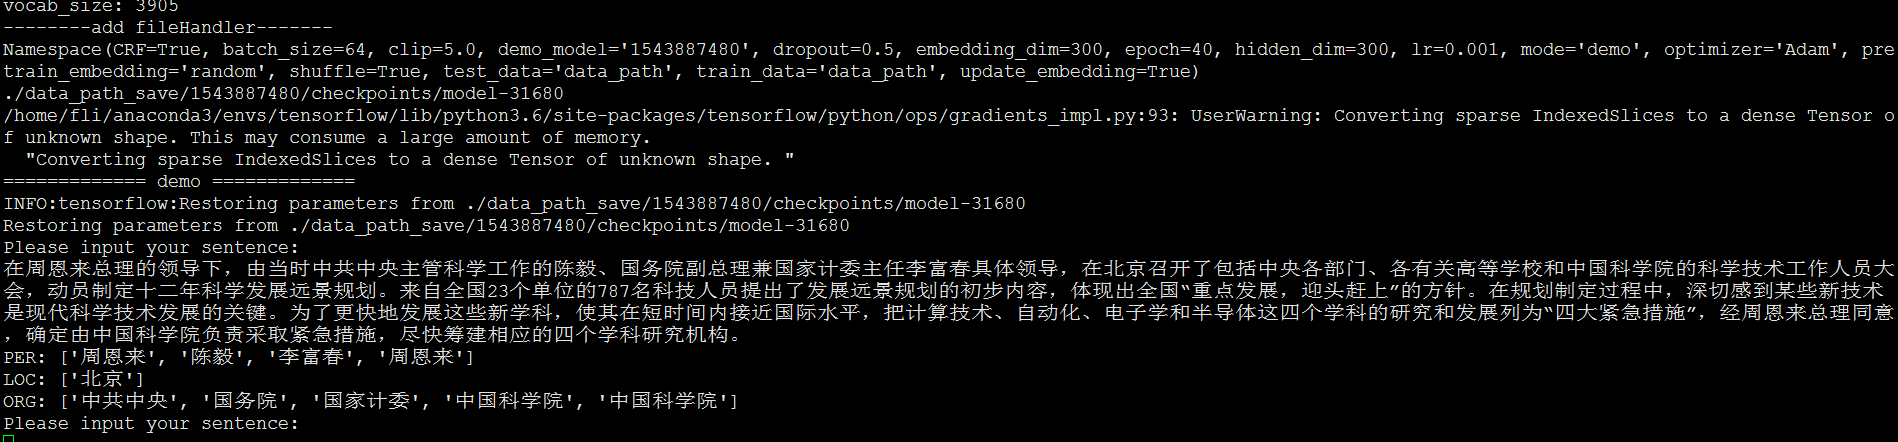 vocab_size: 3905
--------add fileHandler-------
Namespace(CRF=True, batch_size=64, clip=5.0, demo_model='1543887480', dropout=0.5, embedding_dim=300, epoch=40, hidden_dim=300, lr=0.001, mode='demo', optimizer='Adam', pre
train_embedding='random', shuffle=True, test_data='data_path', train_data='data_path', update_embedding=True)
./data_path_save/1543887480/checkpoints/model-31680
/home/fli/anaconda3/envs/tensorflow/lib/python3.6/site-packages/tensorflow/python/ops/gradients_impl.py:93: UserWarning: Converting sparse IndexedSlices to a dense Tensor o
f unknown shape. This may consume a large amount of memory.
  "Converting sparse IndexedSlices to a dense Tensor of unknown shape. "
============= demo =============
INFO:tensorflow:Restoring parameters from ./data_path_save/1543887480/checkpoints/model-31680
Restoring parameters from ./data_path_save/1543887480/checkpoints/model-31680
Please input your sentence:
在周恩来总理的领导下，由当时中共中央主管科学工作的陈毅、国务院副总理兼国家计委主任李富春具体领导，在北京召开了包括中央各部门、各有关高等学校和中国科学院的科学技术工作人员大
会，动员制定十二年科学发展远景规划。来自全国23个单位的787名科技人员提出了发展远景规划的初步内容，体现出全国“重点发展，迎头赶上”的方针。在规划制定过程中，深切感到某些新技术
是现代科学技术发展的关键。为了更快地发展这些新学科，使其在短时间内接近国际水平，把计算技术、自动化、电子学和半导体这四个学科的研究和发展列为“四大紧急措施”，经周恩来总理同意
，确定由中国科学院负责采取紧急措施，尽快筹建相应的四个学科研究机构。
PER: ['周恩来', '陈毅', '李富春', '周恩来']
LOC: ['北京']
ORG: ['中共中央', '国务院', '国家计委', '中国科学院', '中国科学院']
Please input your sentence: